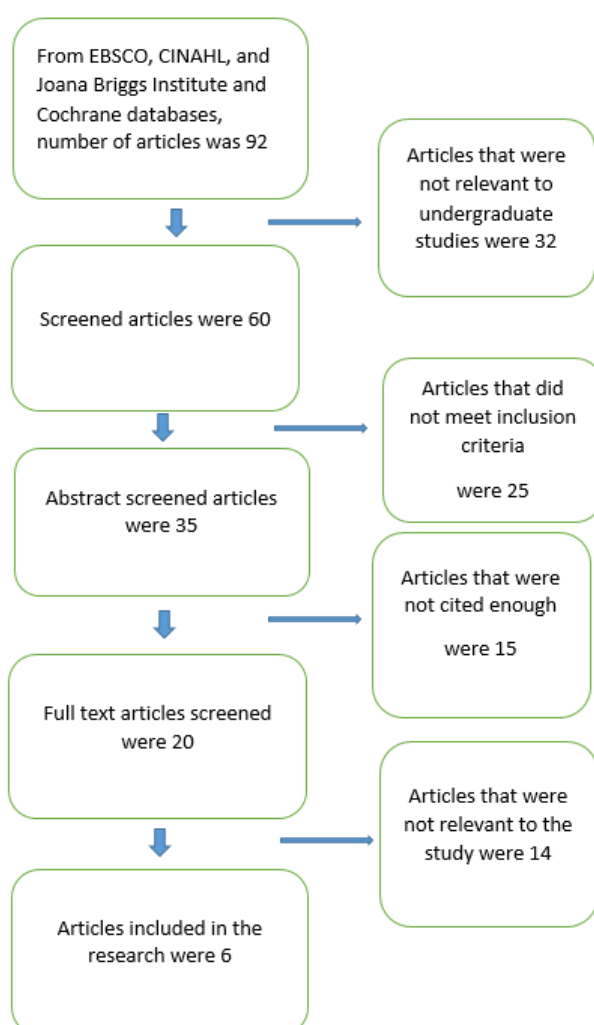 From EBSCO, CINAHL, and
Joana Briggs Institute and
Cochrane databases,
number of articles was 92
Articles that were
not relevant to
undergraduate
studies were 32
Screened articles were 60
Articles that did
not meet inclusion
criteria
were 25
Abstract screened articles
were 35
Articles that were
not cited enough
were 15
Full text articles screened
were 20
Articles that were
not relevant to the
study were 14
Articles included in the
research were 6